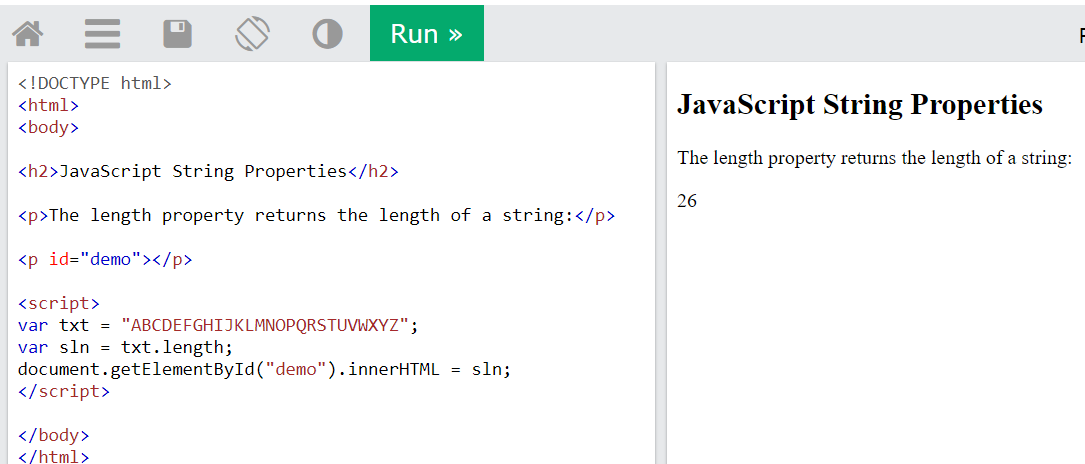 Run »
<!DOCTYPE html>
<html>
<body>
<h2>JavaScript String Properties</h2>
<p>The length property returns the length of a string:</p>
<p id="demo"></p>
<script>
var txt = "ABCDEFGHIJKLMNOPQRSTUVWXYZ";
var sln = txt.length;
document.getElementById("demo").innerHTML = sln;
</script>
</body>
</html>
JavaScript String Properties
The length property returns the length of a string:
26